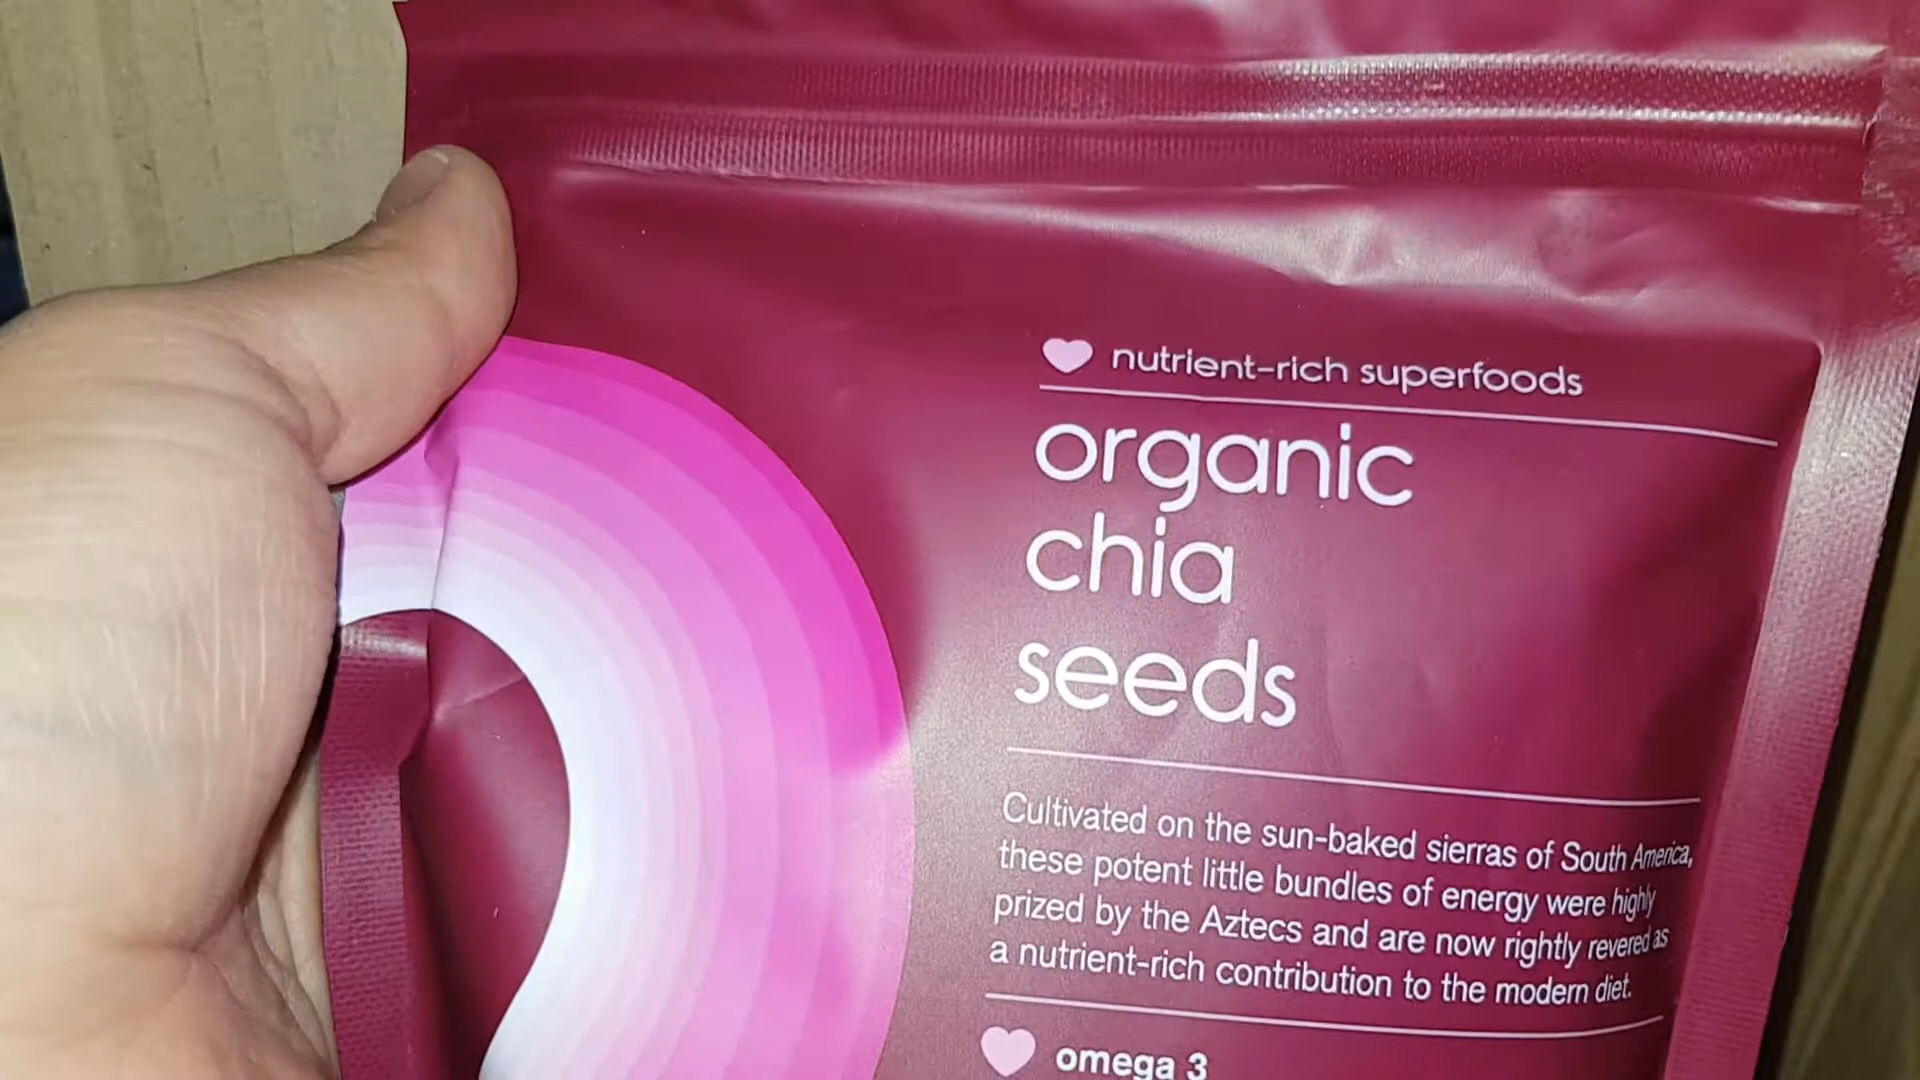 nutrient-rich superfoods
organic
chia
seeds
Cultivated on the sun-baked sierras of South America,
these potent little bundles of energy were highly
prized by the Aztecs and are now rightly revered as
a nutrient-rich contribution to the modern diet.
omega 3